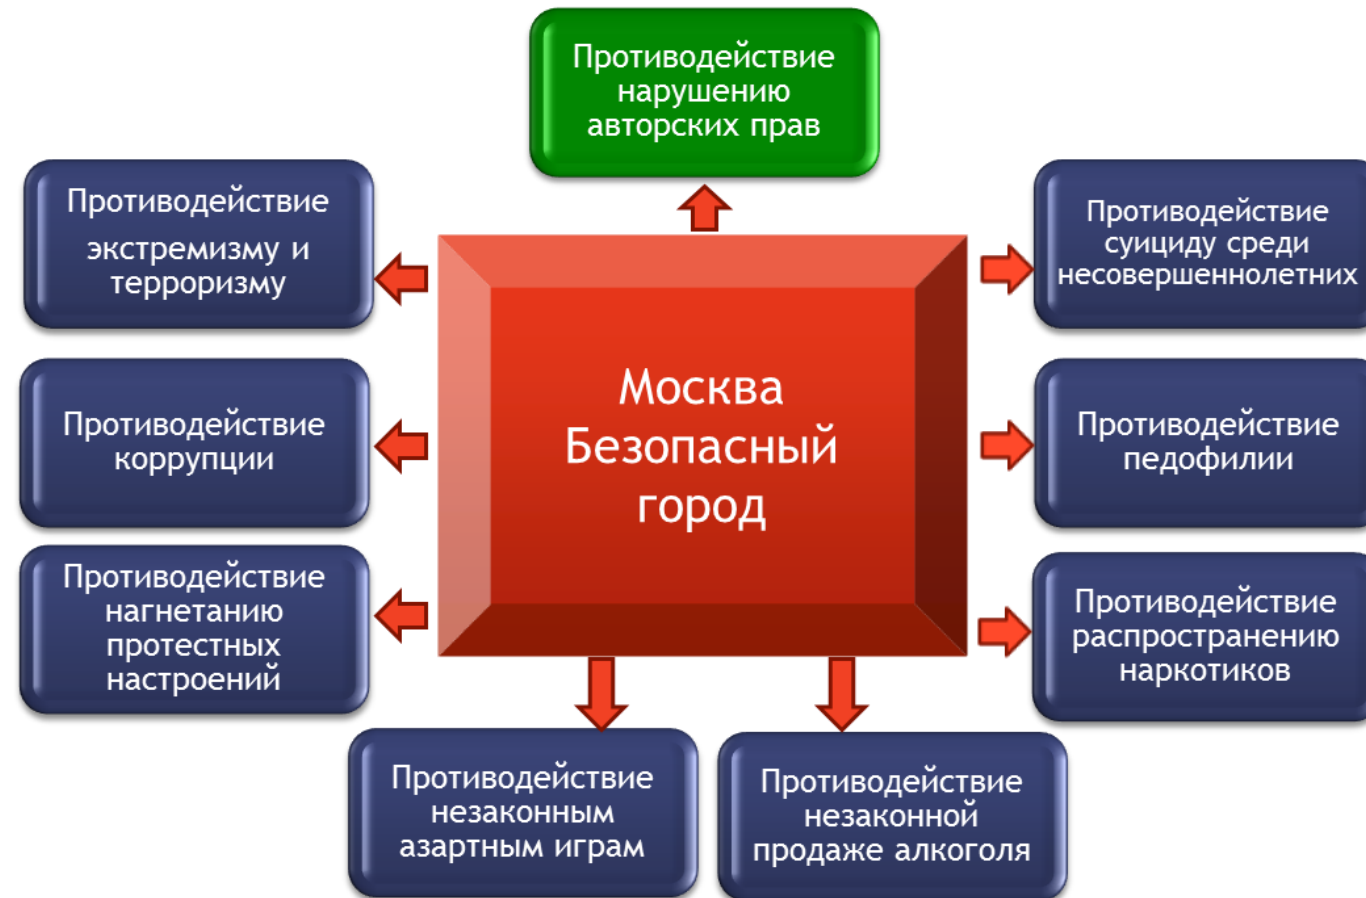 Противодействие
нарушению
авторских прав
Противодействие
экстремизму и
терроризму
Противодействие
суициду среди
несовершеннолетних
Москва
Безопасный
город
Противодействие
коррупции
Противодействие
педофилии
Противодействие
нагнетанию
протестных
настроений
Противодействие
распространению
наркотиков
Противодействие
незаконным
азартным играм
Противодействие
незаконной
продаже алкоголя